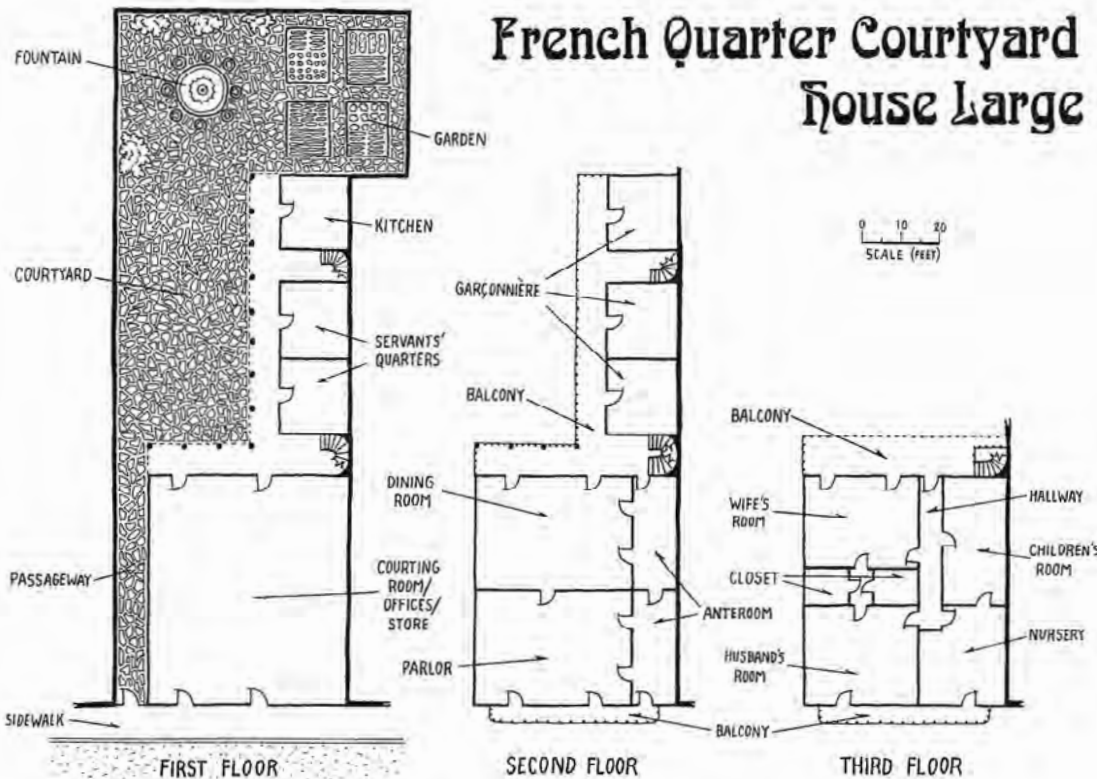 French Quarter Courtyard
House Large
FOUNTAIN
GARDEN
KITCHEN
COURTYARD
SERVANTS'
QUARTERS
PASSAGEWAY
COURTING
ROOM/
OFFICES/
STORE
SIDEWALK
FIRST FLOOR
GARÇONNIÈRE
BALCONY
DINING
ROOM
ANTEROOM
PARLOR
BALCONY
SECOND FLOOR
0 10 20
SCALE (FEET)
BALCONY
WIFE'S
ROOM
HALLWAY
CHILDREN'S
ROOM
CLOSET
HUSBAND'S
ROOM
NURSERY
THIRD FLOOR